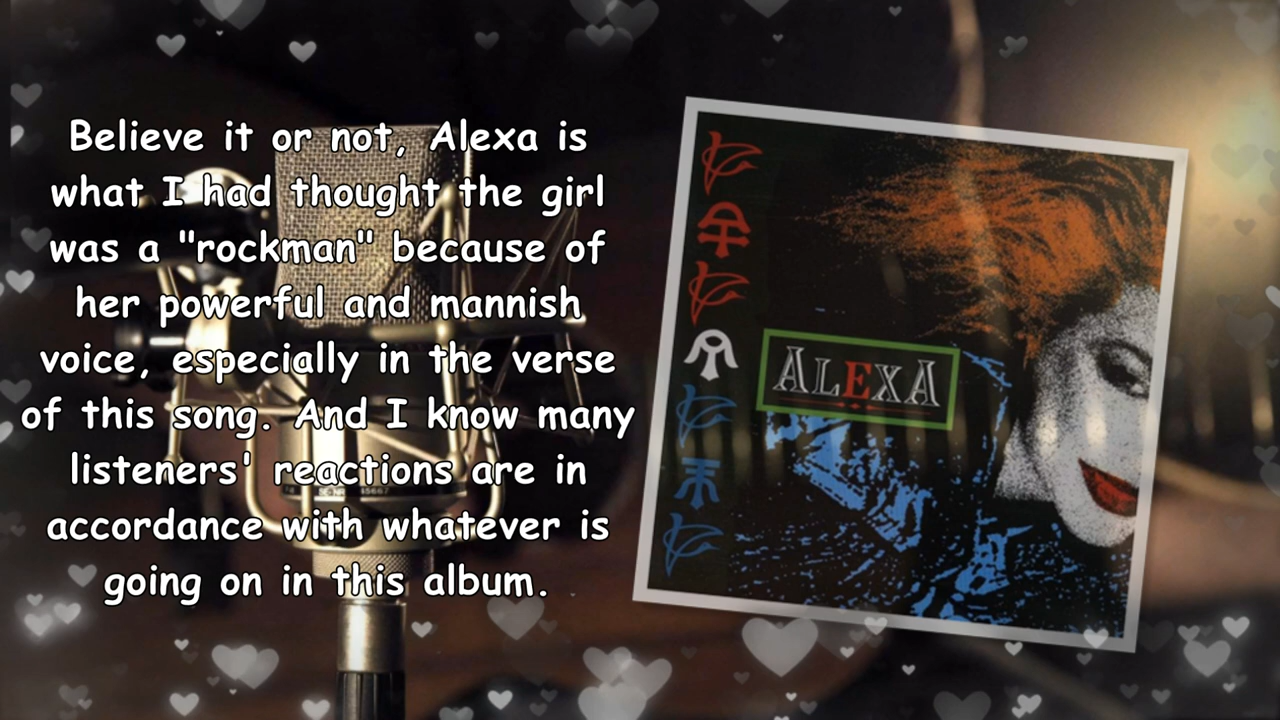 Believe it or not, Alexa is
what I had thought the girl
was a "rockman" because of
her powerful and mannish
voice, especially in the verse
of this song. And I know many
listeners' reactions are in
accordance with whatever is
going on in this album.
ALEXA